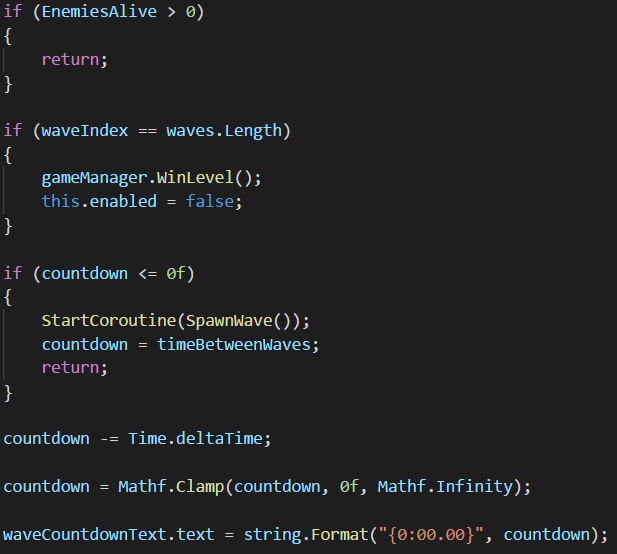 if (EnemiesAlive > 0)
{
    return;
}

if (waveIndex == waves.Length)
{
    gameManager.WinLevel();
    this.enabled = false;
}

if (countdown <= 0f)
{
    StartCoroutine(SpawnWave());
    countdown = timeBetweenWaves;
    return;
}

countdown -= Time.deltaTime;

countdown = Mathf.Clamp(countdown, 0f, Mathf.Infinity);

waveCountdownText.text = string.Format("{0:00.00}", countdown);